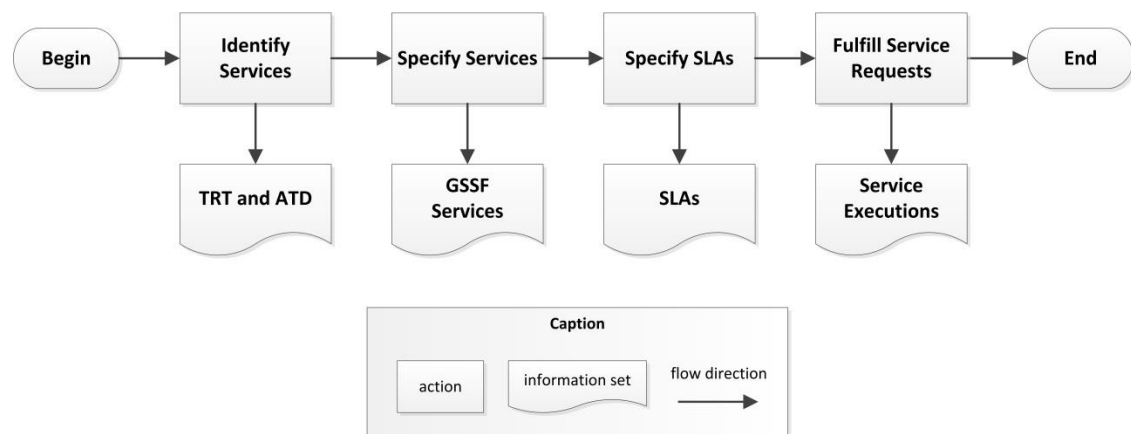 Begin
Identify
Services
Specify Services
Specify SLAs
Fulfill Service
Requests
End
TRT and ATD
GSSF
Services
SLAs
Service
Executions
Caption
action
information set
flow direction